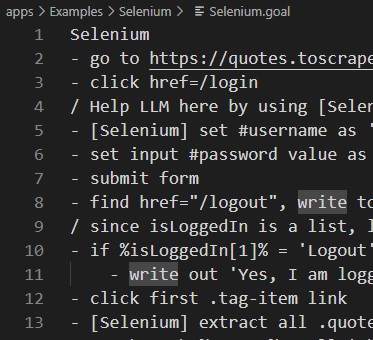 apps > Examples > Selenium > Selenium.goal
1 Selenium
2 - go to https://quotes.toscrape
3 - click href=/login
4 / Help LLM here by using [Selen
5 - [Selenium] set #username as '
6 - set input #password value as
7 - submit form
8 - find href="/logout", write to
9 / since isLoggedIn is a list, l
10 - if %isLoggedIn[1]% = 'Logout'
11 - write out 'Yes, I am logg
12 - click first .tag-item link
13 - [Selenium] extract all .quote